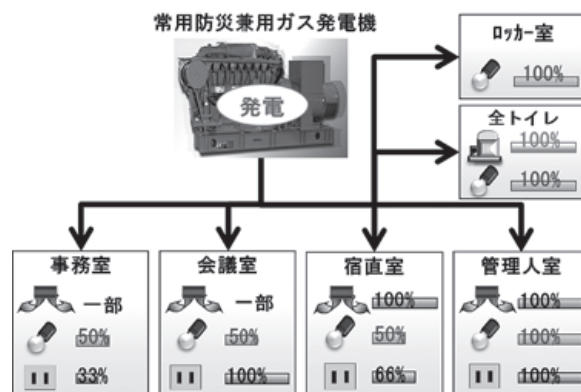 常用防災兼用ガス発電機
発電
ロッカー室
100%
全トイレ
100%
100%
事務室
一部
50%
33%
会議室
一部
50%
100%
宿直室
100%
50%
66%
管理人室
100%
100%
100%